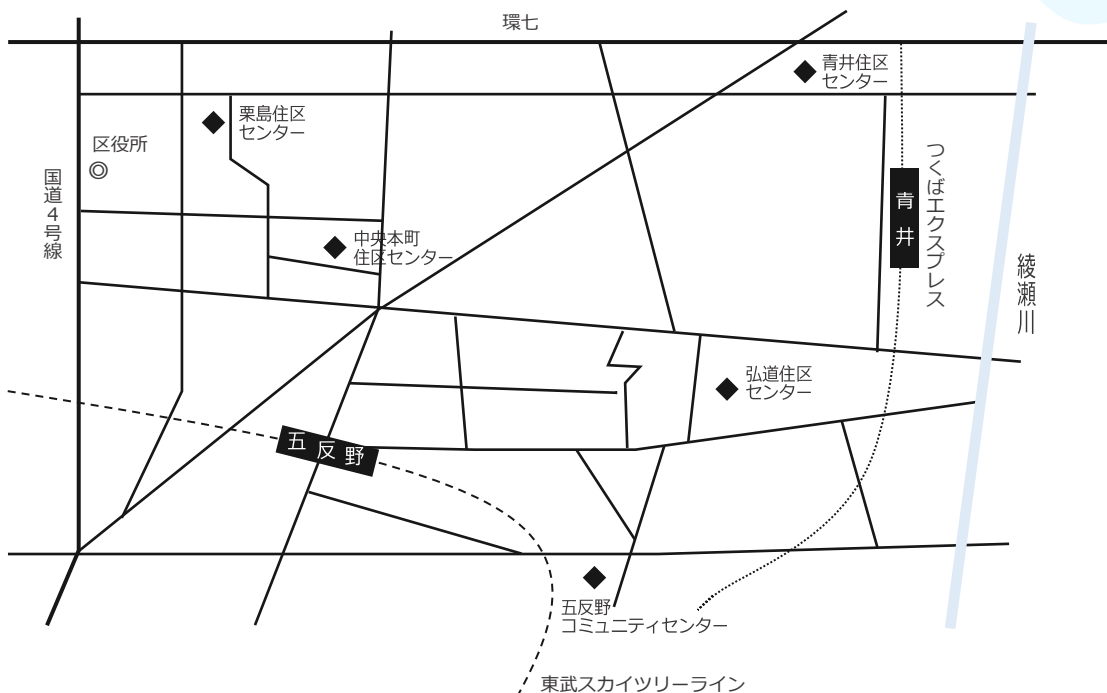 環七
青井住区
センター
栗島住区
センター
区役所
国道4号線
つくばエクスプレス
青井
中央本町
住区センター
綾瀬川
弘道住区
センター
五反野
五反野
コミュニティセンター
東武スカイツリーライン